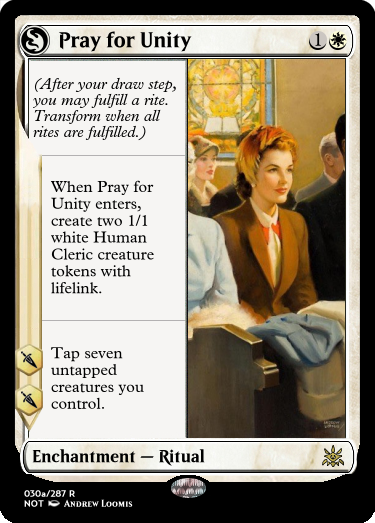 Pray for Unity
1
(After your draw step,
you may fulfill a rite.
Transform when all
rites are fulfilled.)
When Pray for
Unity enters,
create two 1/1
white Human
Cleric creature
tokens with
lifelink.
Tap seven
untapped
creatures you
control.
Enchantment — Ritual
030a/287 R
NOT Andrew Loomis